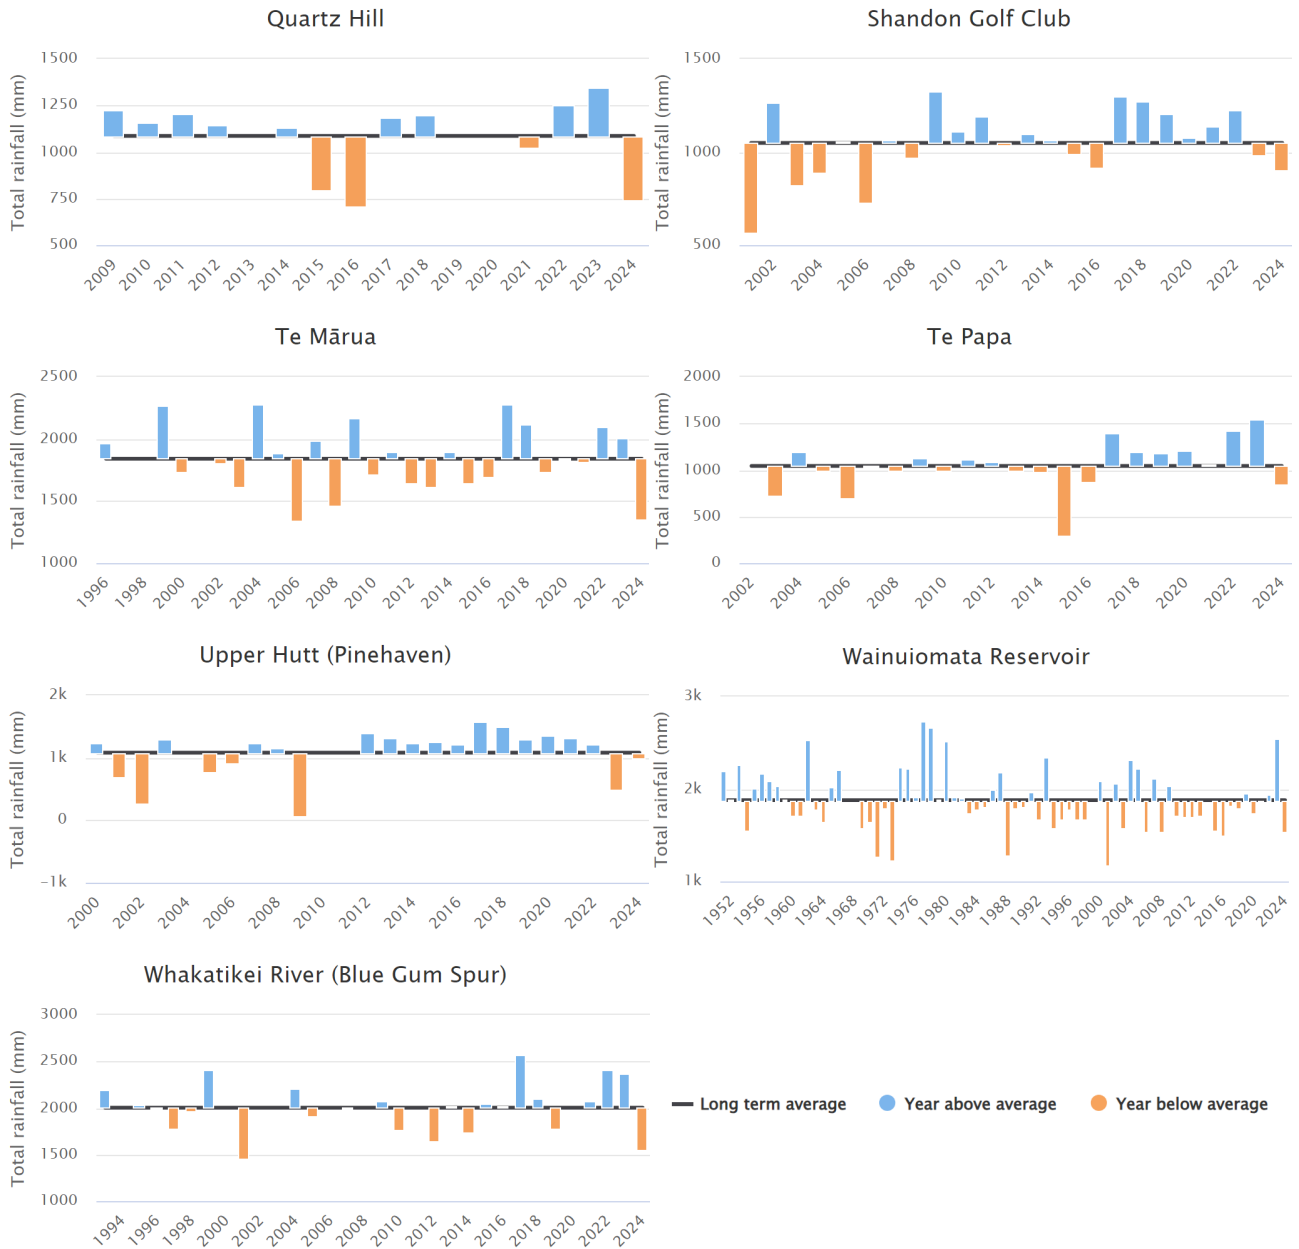 Quartz Hill
Total rainfall (mm)
1500
1250
1000
750
500
2009 2010 2011 2012 2013 2014 2015 2016 2017 2018 2019 2020 2021 2022 2023 2024
Shandon Golf Club
Total rainfall (mm)
1500
1000
500
2002 2004 2006 2008 2010 2012 2014 2016 2018 2020 2022 2024
Te Mārua
Total rainfall (mm)
2500
2000
1500
1000
1996 1998 2000 2002 2004 2006 2008 2010 2012 2014 2016 2018 2020 2022 2024
Te Papa
Total rainfall (mm)
2000
1500
1000
500
0
2002 2004 2006 2008 2010 2012 2014 2016 2018 2020 2022 2024
Upper Hutt (Pinehaven)
Total rainfall (mm)
2k
1k
0
−1k
2000 2002 2004 2006 2008 2010 2012 2014 2016 2018 2020 2022 2024
Wainuiomata Reservoir
Total rainfall (mm)
3k
2k
1k
1952 1956 1960 1964 1968 1972 1976 1980 1984 1988 1992 1996 2000 2004 2008 2012 2016 2020 2024
Whakatikei River (Blue Gum Spur)
Total rainfall (mm)
3000
2500
2000
1500
1000
1994 1996 1998 2000 2002 2004 2006 2008 2010 2012 2014 2016 2018 2020 2022 2024
Long term average Year above average Year below average